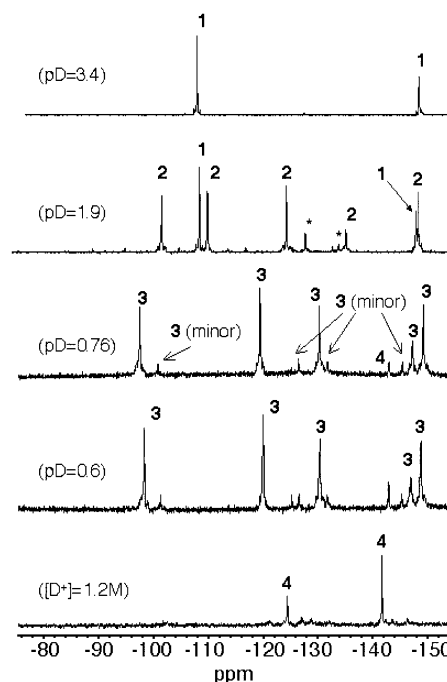 1
1
(pD=3.4)
1
2 2 2 1 2
* * 2
(pD=1.9)
3 3 3 3 (minor) 3
3 (minor) 4 3
(pD=0.76)
3 3 3 3
4 3
(pD=0.6)
4
4
([D+]= 1.2M)
-80 -90 -100 -110 -120 -130 -140 -150
ppm